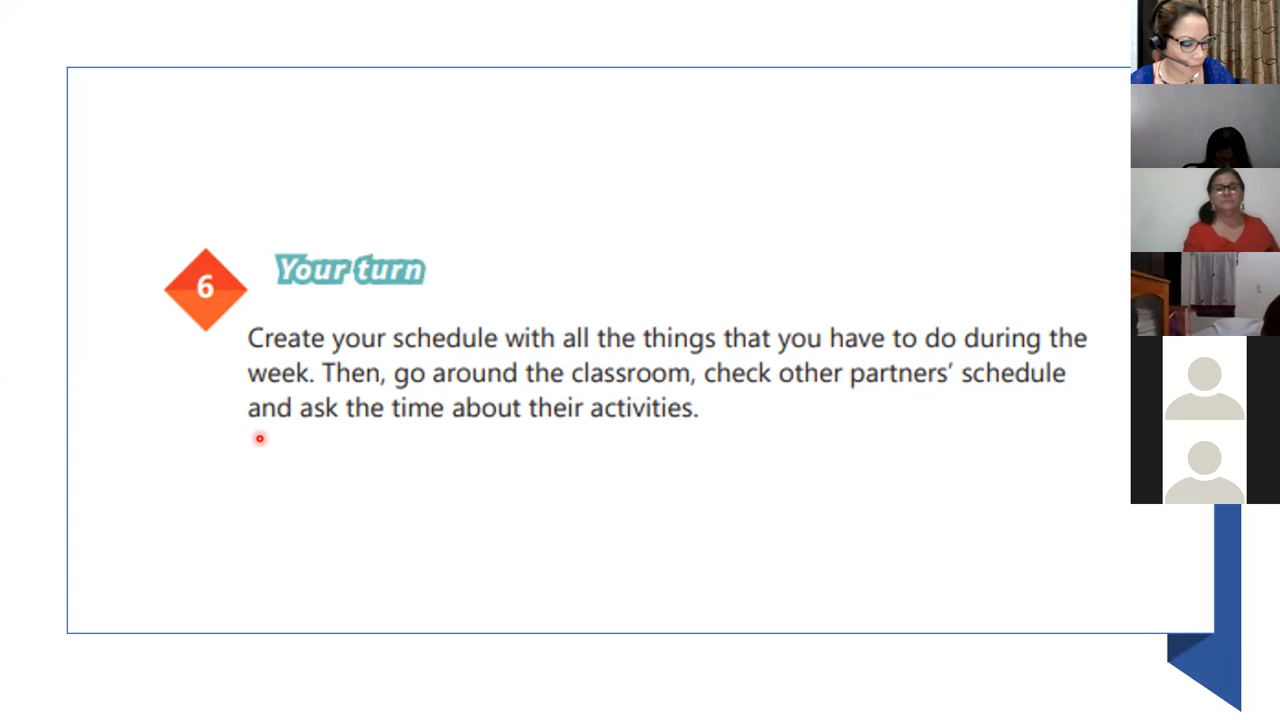 6
Your turn
Create your schedule with all the things that you have to do during the
week. Then, go around the classroom, check other partners’ schedule
and ask the time about their activities.